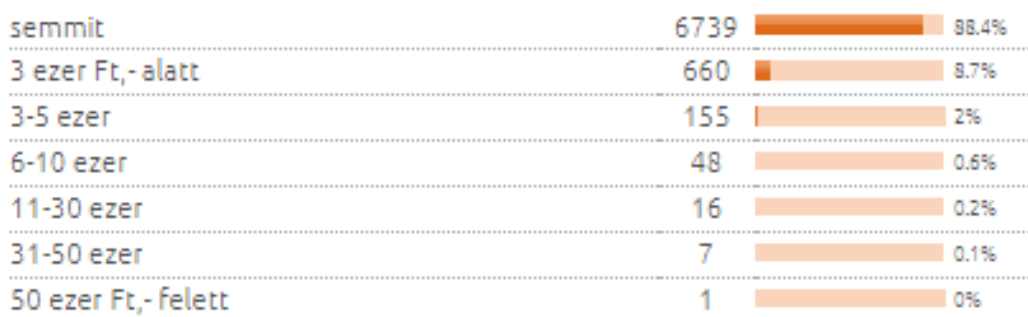 semmit 6739 88.4%
3 ezer Ft,- alatt 660 8.7%
3-5 ezer 155 2%
6-10 ezer 48 0.6%
11-30 ezer 16 0.2%
31-50 ezer 7 0.1%
50 ezer Ft,- felett 1 0%